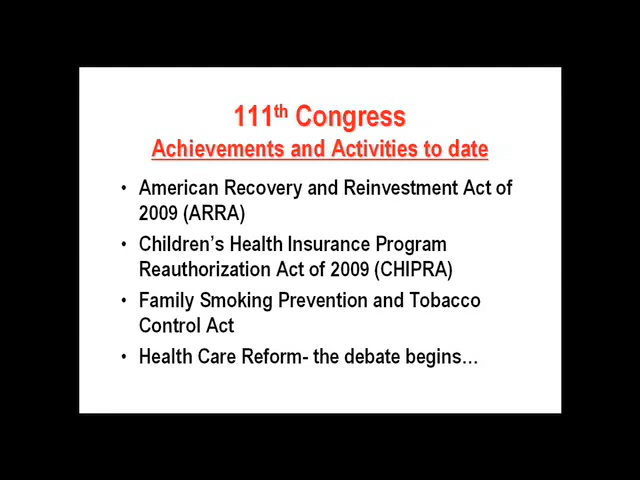 111th Congress
Achievements and Activities to date
• American Recovery and Reinvestment Act of
2009 (ARRA)
• Children's Health Insurance Program
Reauthorization Act of 2009 (CHIPRA)
• Family Smoking Prevention and Tobacco
Control Act
• Health Care Reform- the debate begins…